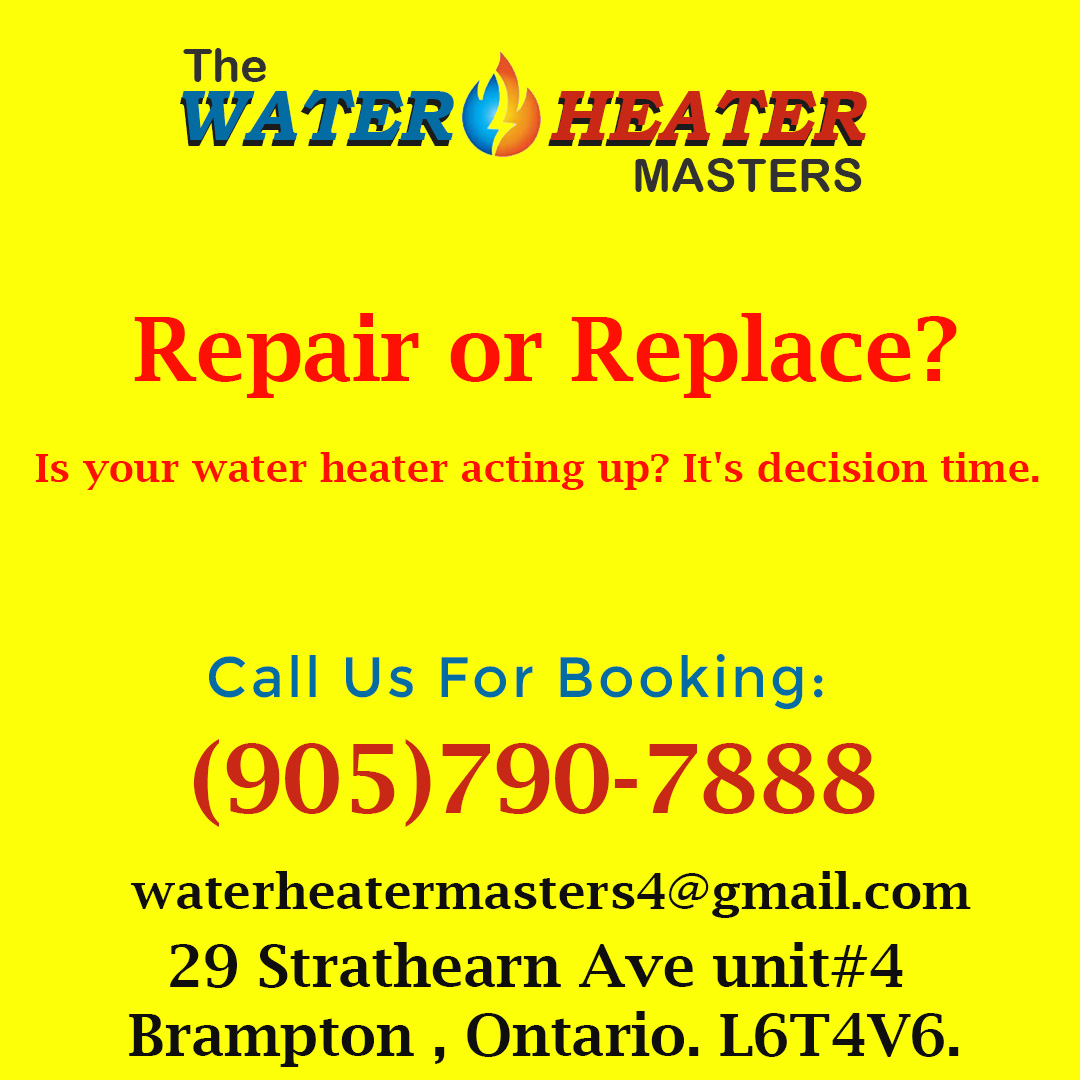 The
WATER HEATER
MASTERS
Repair or Replace?
Is your water heater acting up? It's decision time.
Call Us For Booking:
(905)790-7888
waterheatermasters4@gmail.com
29 Strathearn Ave unit#4
Brampton , Ontario. L6T4V6.